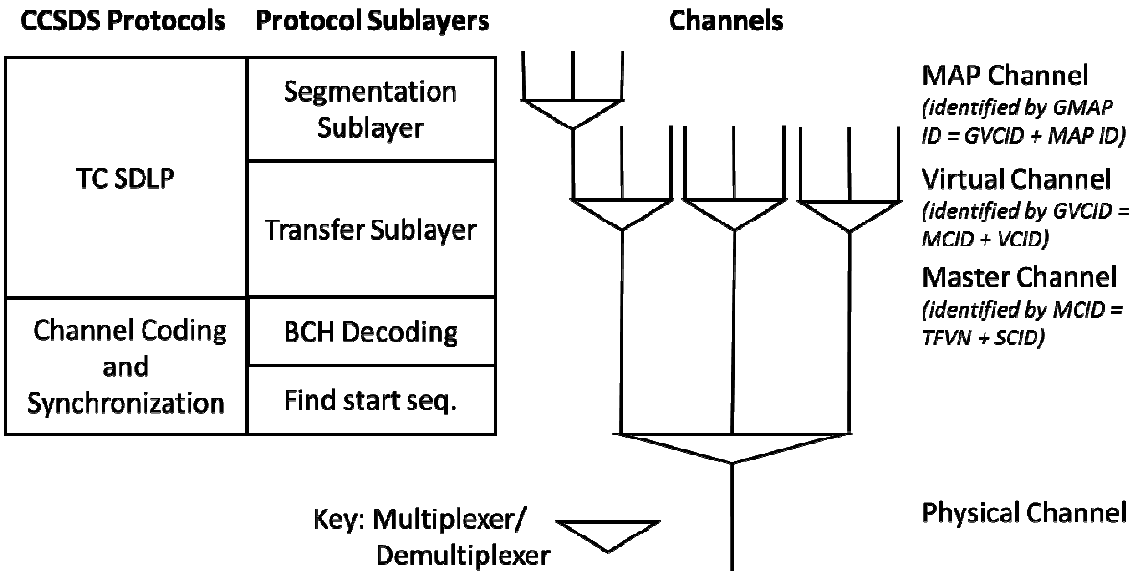 CCSDS Protocols
Protocol Sublayers
Channels
TC SDLP
Segmentation
Sublayer
Transfer Sublayer
Channel Coding
and
Synchronization
BCH Decoding
Find start seq.
MAP Channel
(identified by GMAP
ID = GVCID + MAP ID)
Virtual Channel
(identified by GVCID =
MCID + VCID)
Master Channel
(identified by MCID =
TFVN + SCID)
Physical Channel
Key: Multiplexer/
Demultiplexer